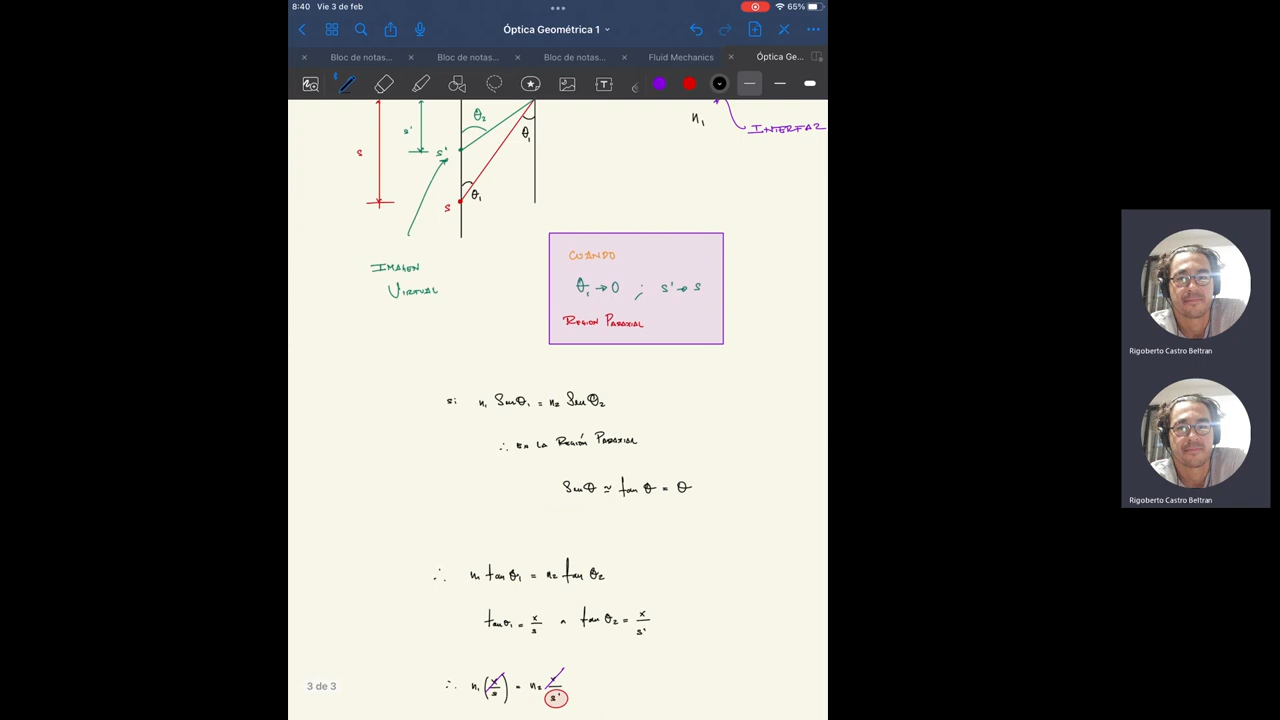 8:40 Vie 3 de feb 65%
Óptica Geométrica 1
Bloc de notas... Bloc de notas... Bloc de notas... Fluid Mechanics Óptica Ge...
θ₂
s'
s
s'
θ₁
n₁
INTERFAZ
θ₁
s
IMAGEN
VIRTUAL
CUANDO
θ₁ → 0 ; s' → s
REGION PARAXIAL
si n₁ Sen θ₁ = n₂ Sen θ₂
∴ EN LA REGIÓN PARAXIAL
Sen θ ≃ tan θ = θ
∴ n₁ tan θ₁ = n₂ tan θ₂
tan θ₁ = x/s ∧ tan θ₂ = x/s'
∴ n₁ (x/s) = n₂ x/s'
3 de 3
Rigoberto Castro Beltran
Rigoberto Castro Beltran